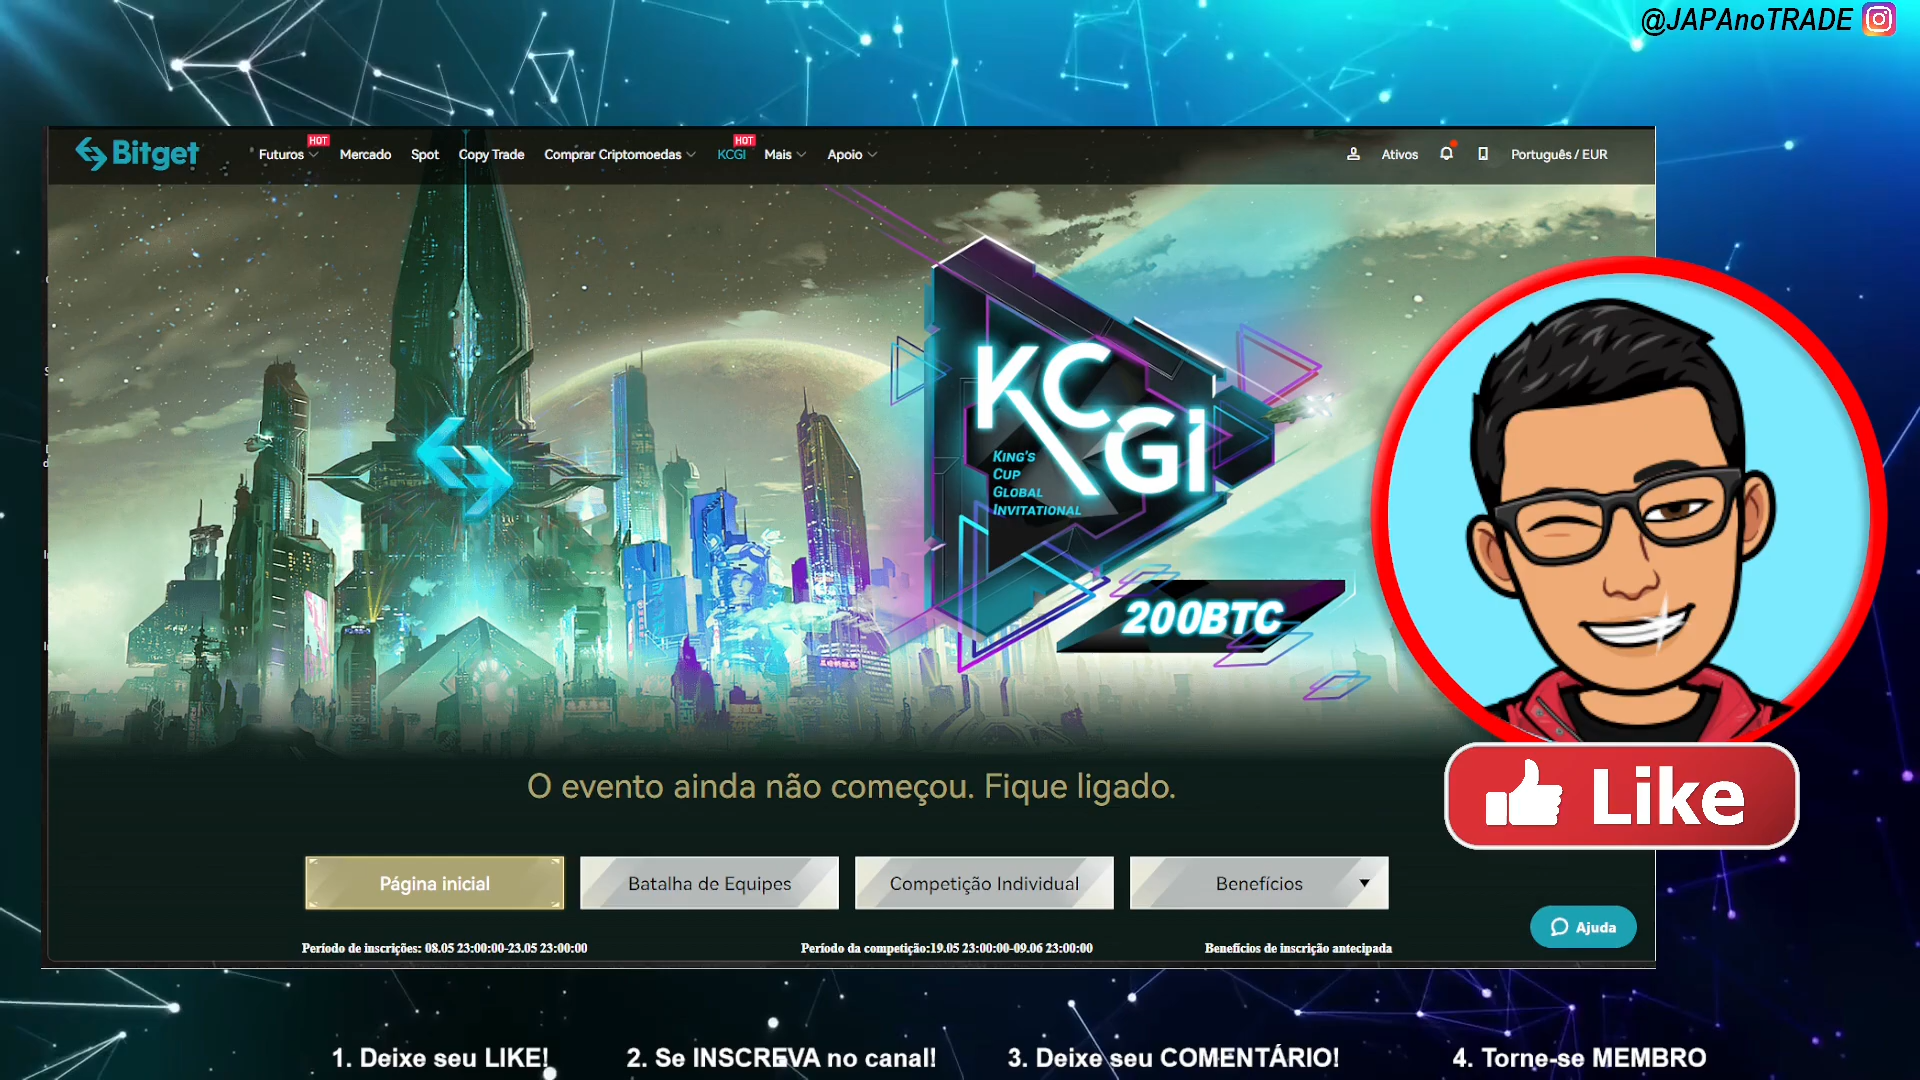 @JAPAnoTRADE
Bitget
Futuros HOT
Mercado
Spot
Copy Trade
Comprar Criptomoedas
KCGI HOT
Mais
Apoio
Ativos
Português / EUR
KCGI
KING'S
CUP
GLOBAL
INVITATIONAL
200BTC
Like
O evento ainda não começou. Fique ligado.
Página inicial
Batalha de Equipes
Competição Individual
Benefícios
Ajuda
Período de inscrições: 08.05 23:00:00-23.05 23:00:00
Período da competição:19.05 23:00:00-09.06 23:00:00
Benefícios de inscrição antecipada
1. Deixe seu LIKE!
2. Se INSCREVA no canal!
3. Deixe seu COMENTÁRIO!
4. Torne-se MEMBRO